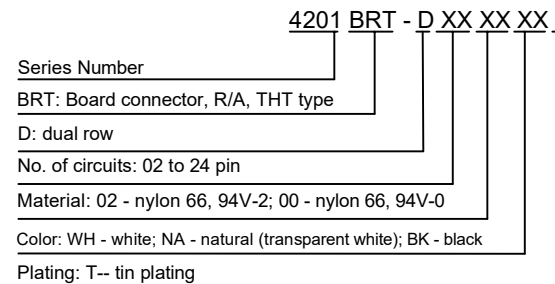 4201 BRT - D XX XX XX
Series Number
BRT: Board connector, R/A, THT type
D: dual row
No. of circuits: 02 to 24 pin
Material: 02 - nylon 66, 94V-2; 00 - nylon 66, 94V-0
Color: WH - white; NA - natural (transparent white); BK - black
Plating: T-- tin plating